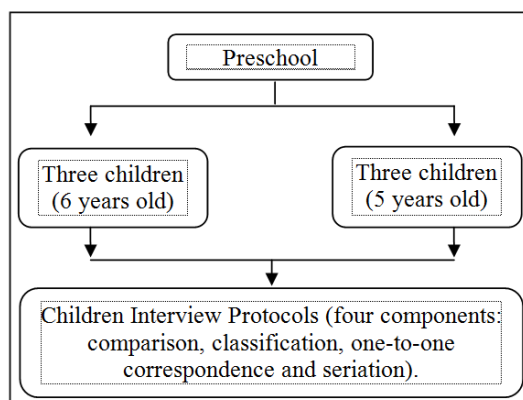 Preschool
Three children
(6 years old)
Three children
(5 years old)
Children Interview Protocols (four components:
comparison, classification, one-to-one
correspondence and seriation).